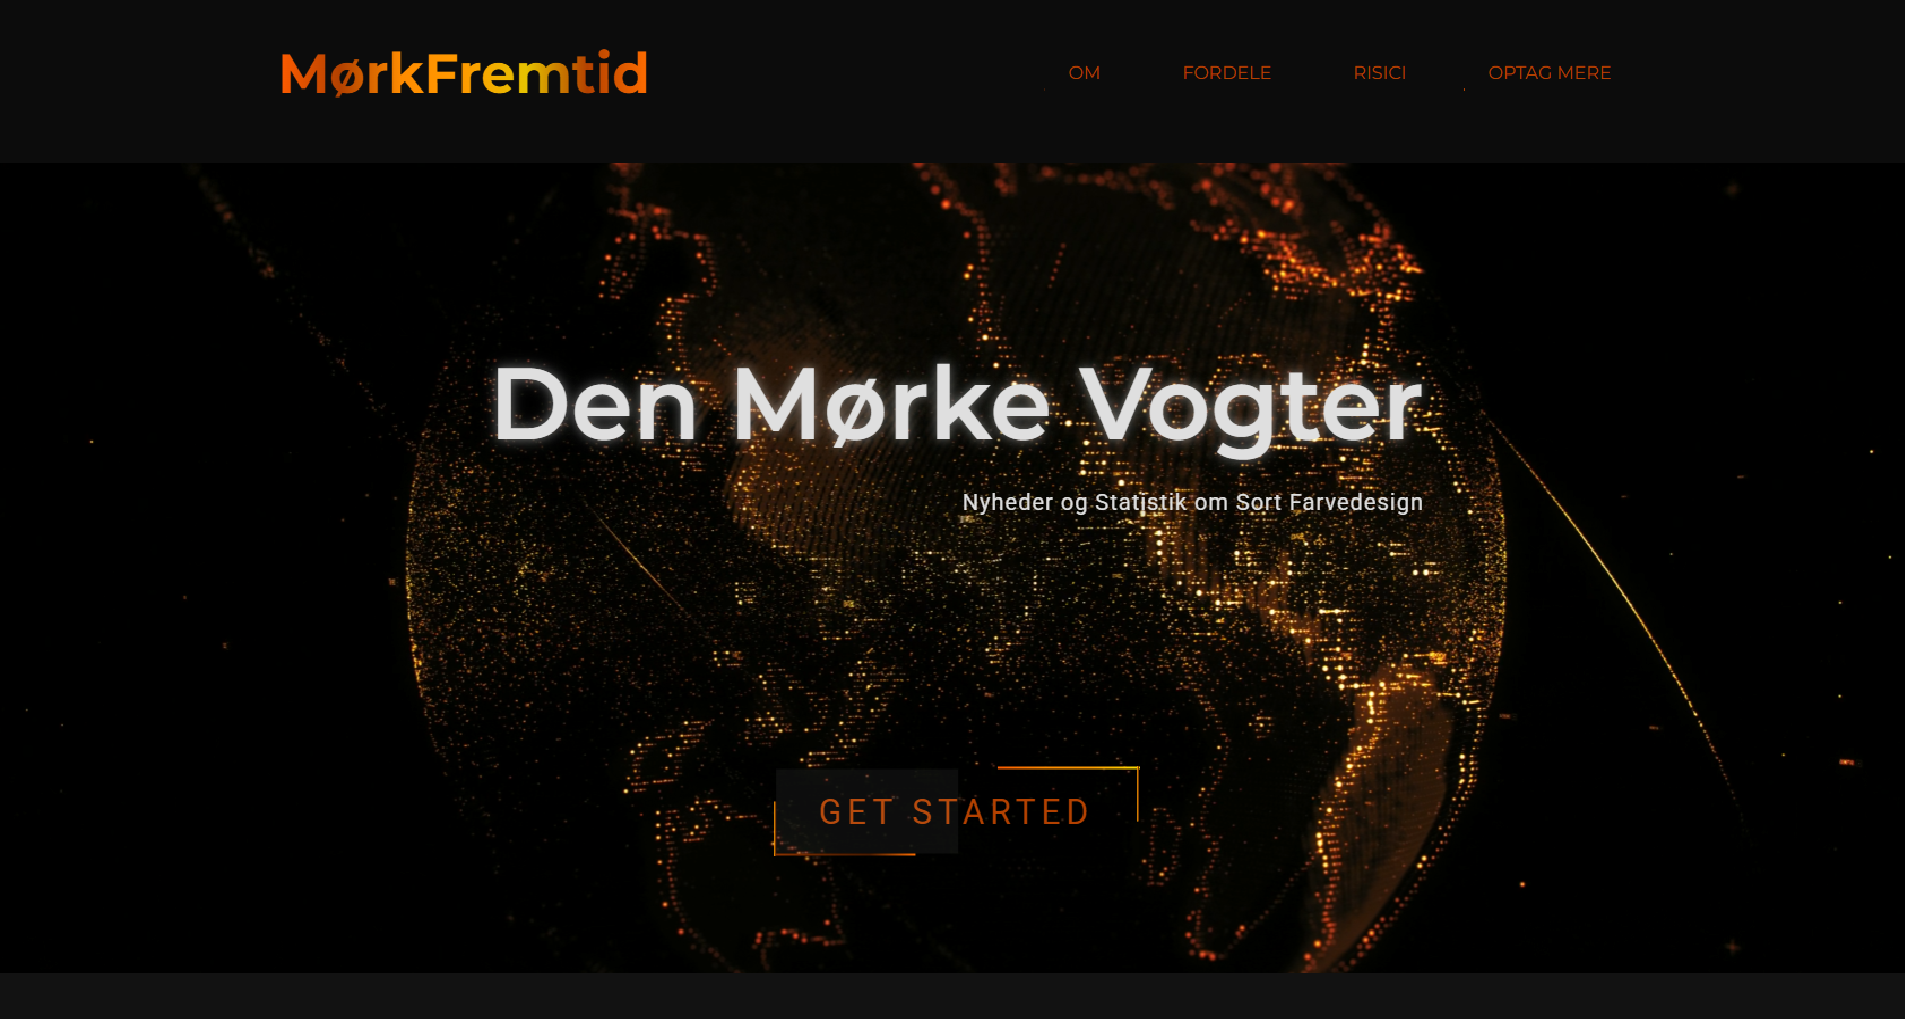 MørkFremtid
OM FORDELE RISICI OPTAG MERE
Den Mørke Vogter
Nyheder og Statistik om Sort Farvedesign
GET STARTED